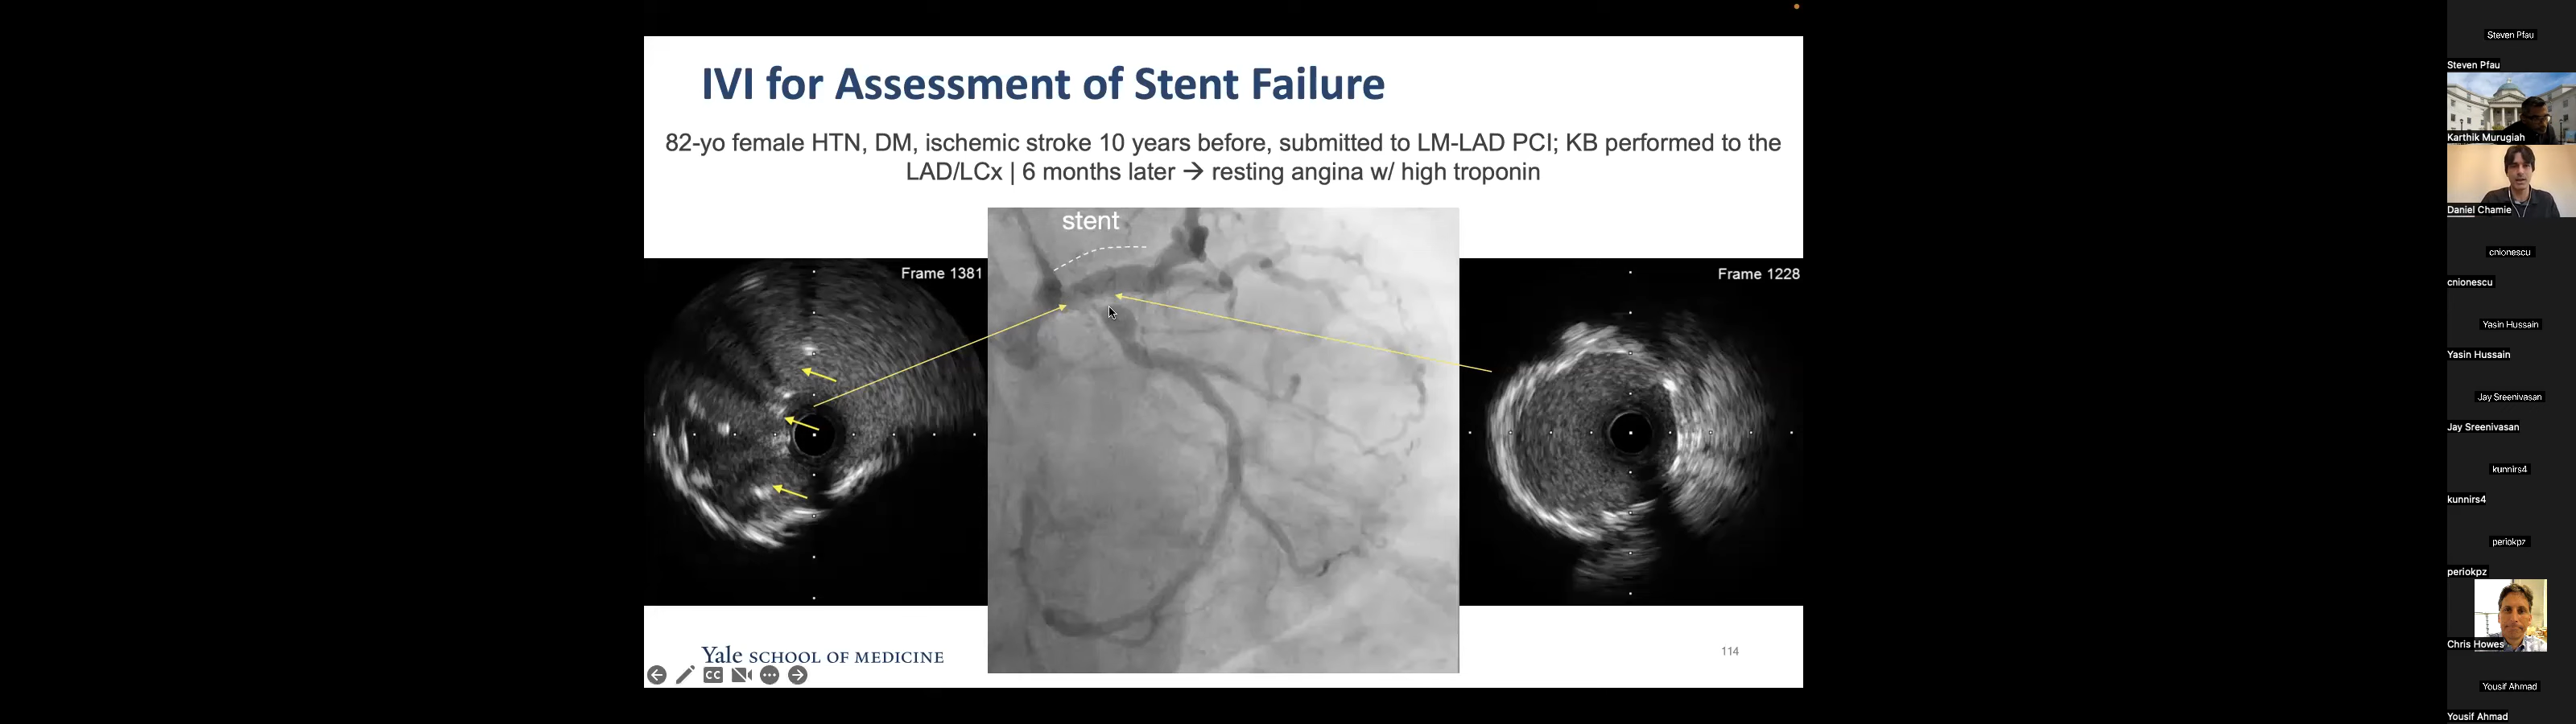 IVI for Assessment of Stent Failure
82-yo female HTN, DM, ischemic stroke 10 years before, submitted to LM-LAD PCI; KB performed to the
LAD/LCx | 6 months later → resting angina w/ high troponin
stent
Frame 1381
Frame 1228
Yale SCHOOL OF MEDICINE
114
CC
Steven Pfau
Steven Pfau
Karthik Murugiah
Daniel Chamie
cnionescu
cnionescu
Yasin Hussain
Yasin Hussain
Jay Sreenivasan
Jay Sreenivasan
kunnirs4
kunnirs4
periokpz
periokpz
Chris Howes
Yousif Ahmad
Yousif Ahmad